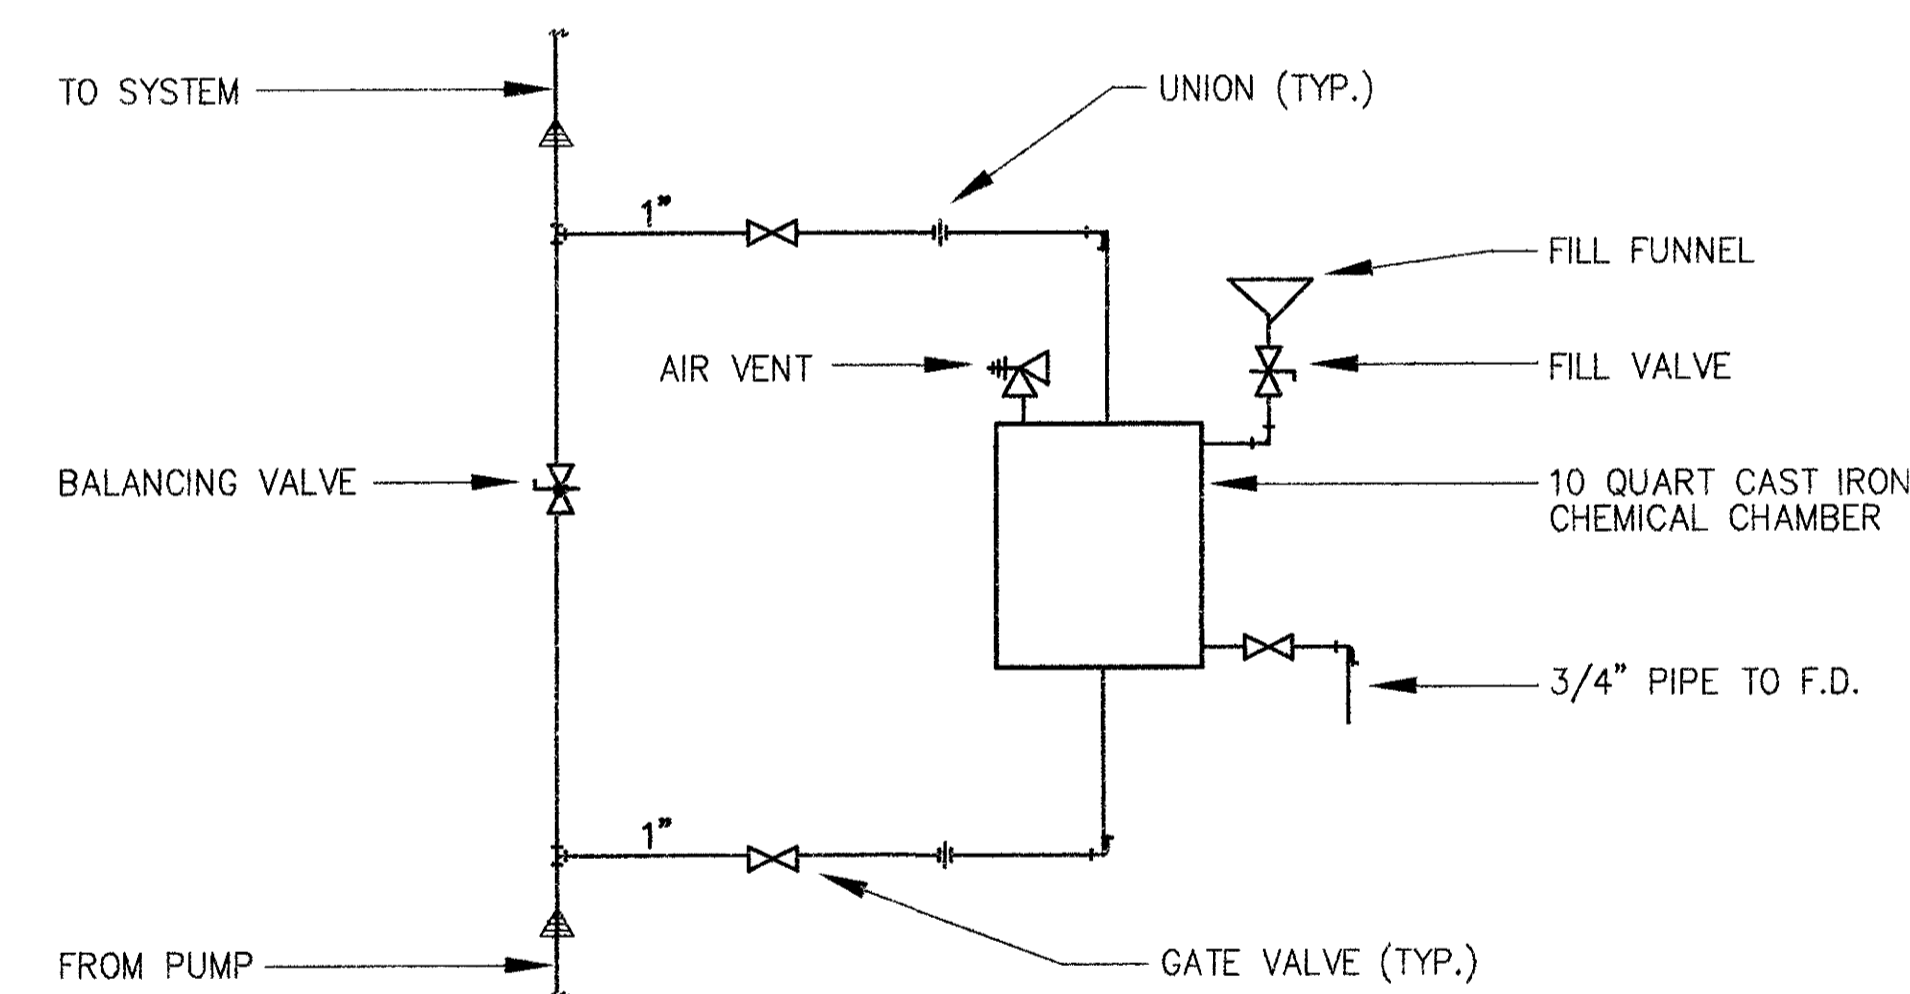 TO SYSTEM
UNION (TYP.)
1"
FILL FUNNEL
AIR VENT
FILL VALVE
BALANCING VALVE
10 QUART CAST IRON
CHEMICAL CHAMBER
3/4" PIPE TO F.D.
1"
FROM PUMP
GATE VALVE (TYP.)